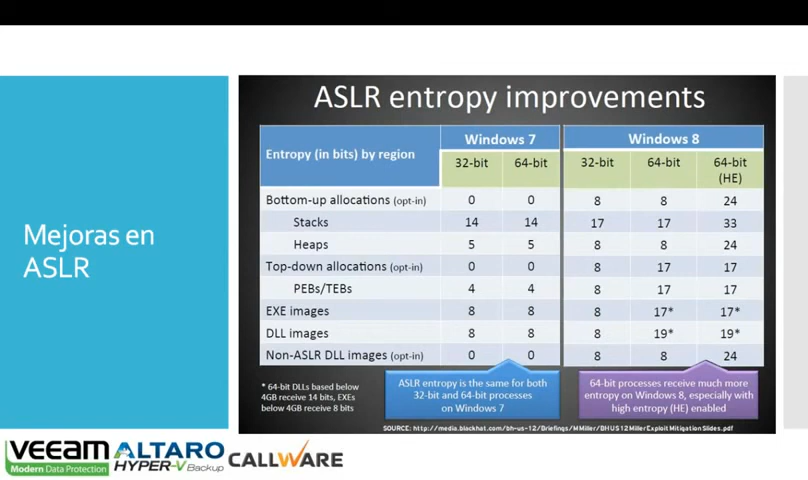 ASLR entropy improvements
Mejoras en
ASLR
Entropy (in bits) by region
Windows 7
Windows 8
32-bit 64-bit 32-bit 64-bit 64-bit
(HE)
Bottom-up allocations (opt-in) 0 0 8 8 24
Stacks 14 14 17 17 33
Heaps 5 5 8 8 24
Top-down allocations (opt-in) 0 0 8 17 17
PEBs/TEBs 4 4 8 17 17
EXE images 8 8 8 17* 17*
DLL images 8 8 8 19* 19*
Non-ASLR DLL images (opt-in) 0 0 8 8 24
* 64-bit DLLs based below
4GB receive 14 bits, EXEs
below 4GB receive 8 bits
ASLR entropy is the same for both
32-bit and 64-bit processes
on Windows 7
64-bit processes receive much more
entropy on Windows 8, especially with
high entropy (HE) enabled
SOURCE: http://media.blackhat.com/bh-us-12/Briefings/MMiller/BHUS12MillerExploitMitigationSlides.pdf
veeam
Modern Data Protection
ALTARO
HYPER-V Backup
CALLWARE